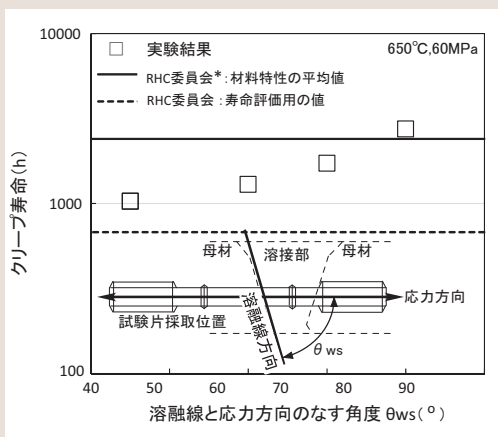 10000
実験結果
650℃,60MPa
RHC委員会*:材料特性の平均値
RHC委員会:寿命評価用の値
クリープ寿命(h)
1000
母材
溶接部
母材
応力方向
試験片採取位置
溶融線方向
θws
100
40 50 60 70 80 90
溶融線と応力方向のなす角度 θws(°)